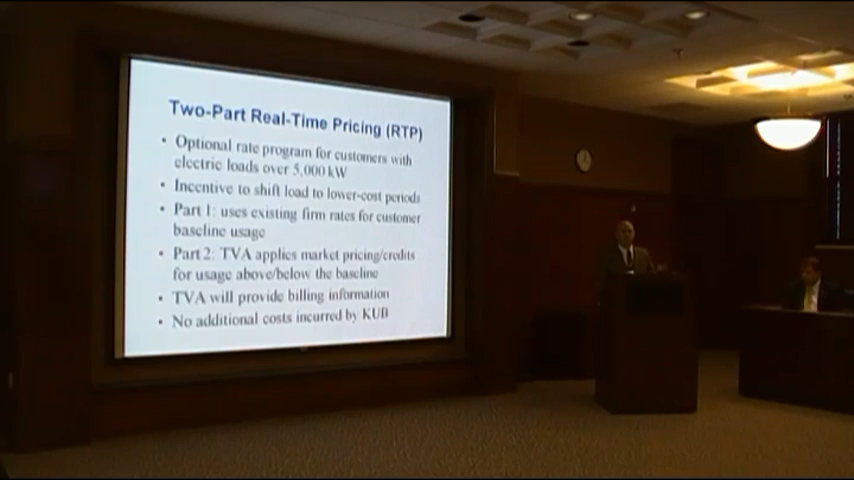 Two-Part Real-Time Pricing (RTP)
• Optional rate program for customers with
electric loads over 5,000 kW
• Incentive to shift load to lower-cost periods
• Part 1: uses existing firm rates for customer
baseline usage
• Part 2: TVA applies market pricing/credits
for usage above/below the baseline
• TVA will provide billing information
• No additional costs incurred by KUB